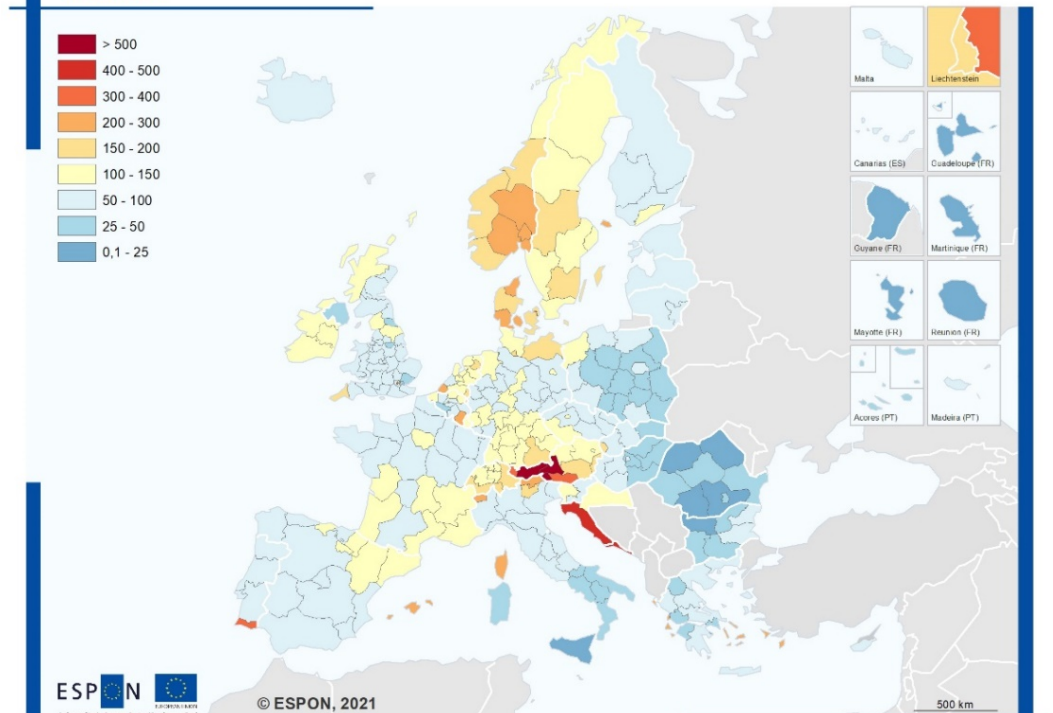 > 500
400 - 500
300 - 400
200 - 300
150 - 200
100 - 150
50 - 100
25 - 50
0,1 - 25
Malta
Liechtenstein
Canarias (ES)
Guadeloupe (FR)
Guyane (FR)
Martinique (FR)
Mayotte (FR)
Reunion (FR)
Acores (PT)
Madeira (PT)
ESPON
EUROPEAN UNION
© ESPON, 2021
500 km